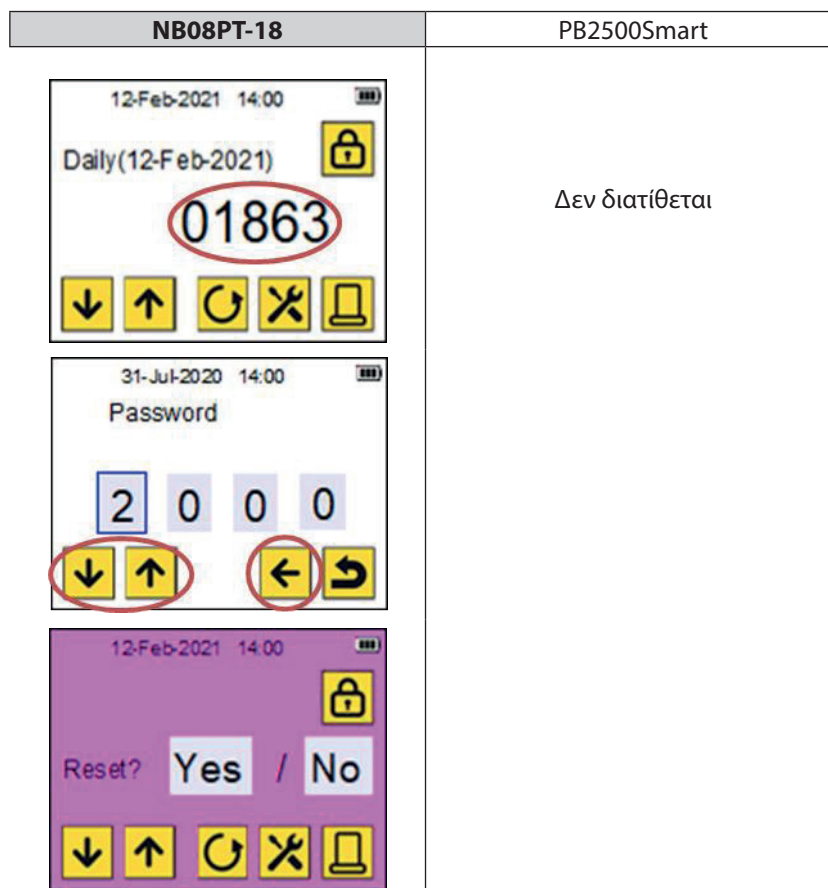 NB08PT-18 PB2500Smart
12-Feb-2021 14:00
Daily(12-Feb-2021)
01863
Δεν διατίθεται
31-Jul-2020 14:00
Password
2 0 0 0
12-Feb-2021 14:00
Reset? Yes / No